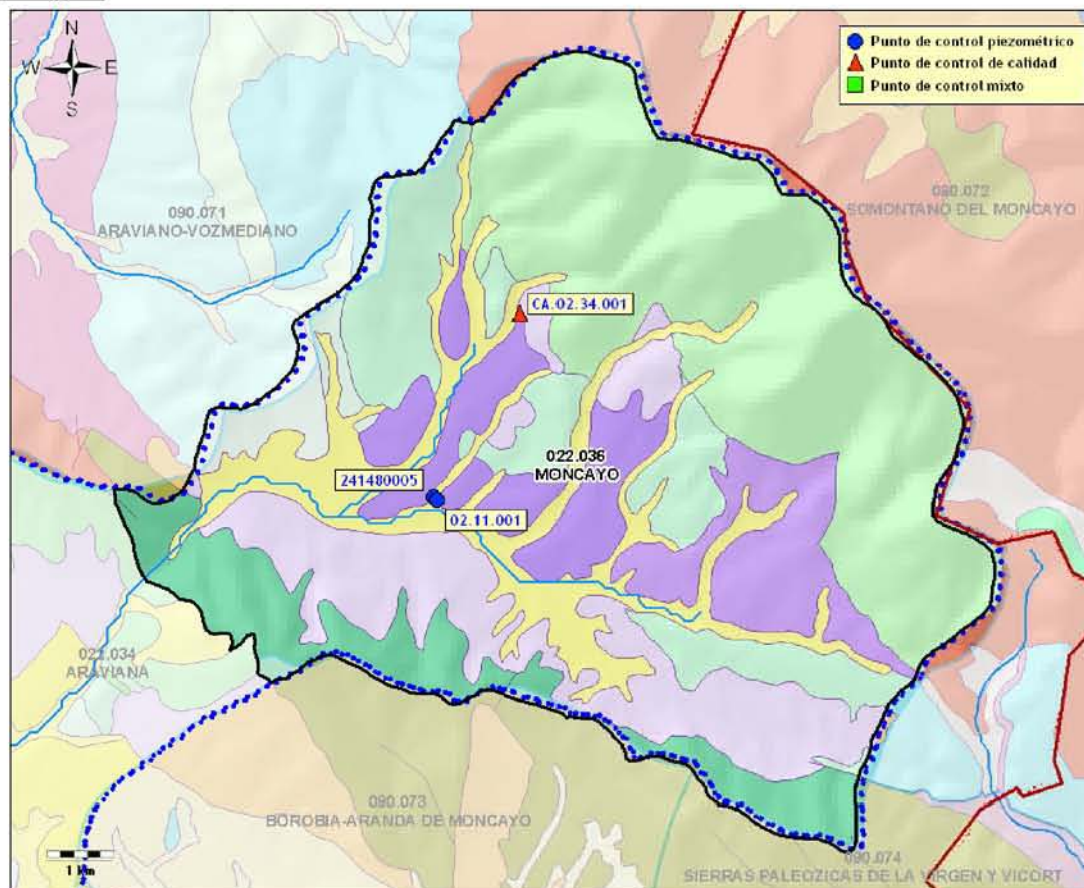 N
W E
S
Punto de control piezométrico
Punto de control de calidad
Punto de control mixto
090.071
ARAVIANO-VOZMEDIANO
090.072
SOMONTANO DEL MONCAYO
CA.02.34.001
022.036
MONCAYO
241480005
02.11.001
022.034
ARAVIANA
090.073
BOROBIA-ARANDA DE MONCAYO
090.074
SIERRAS PALEOZICAS DE LA VIRGEN Y VICORT
1 km